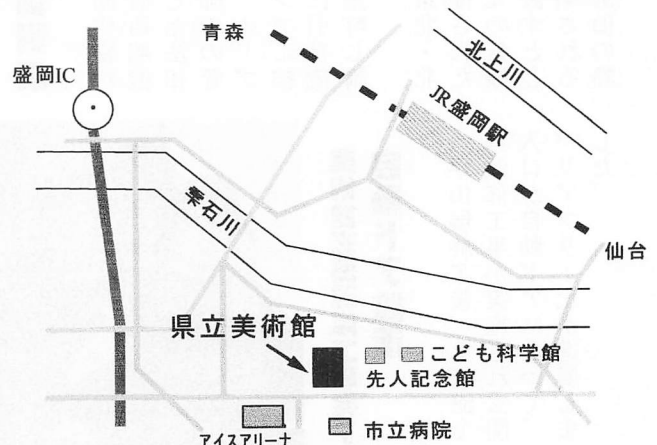 青森
北上川
盛岡IC
JR盛岡駅
雫石川
仙台
県立美術館
こども科学館
先人記念館
アイスアリーナ
市立病院